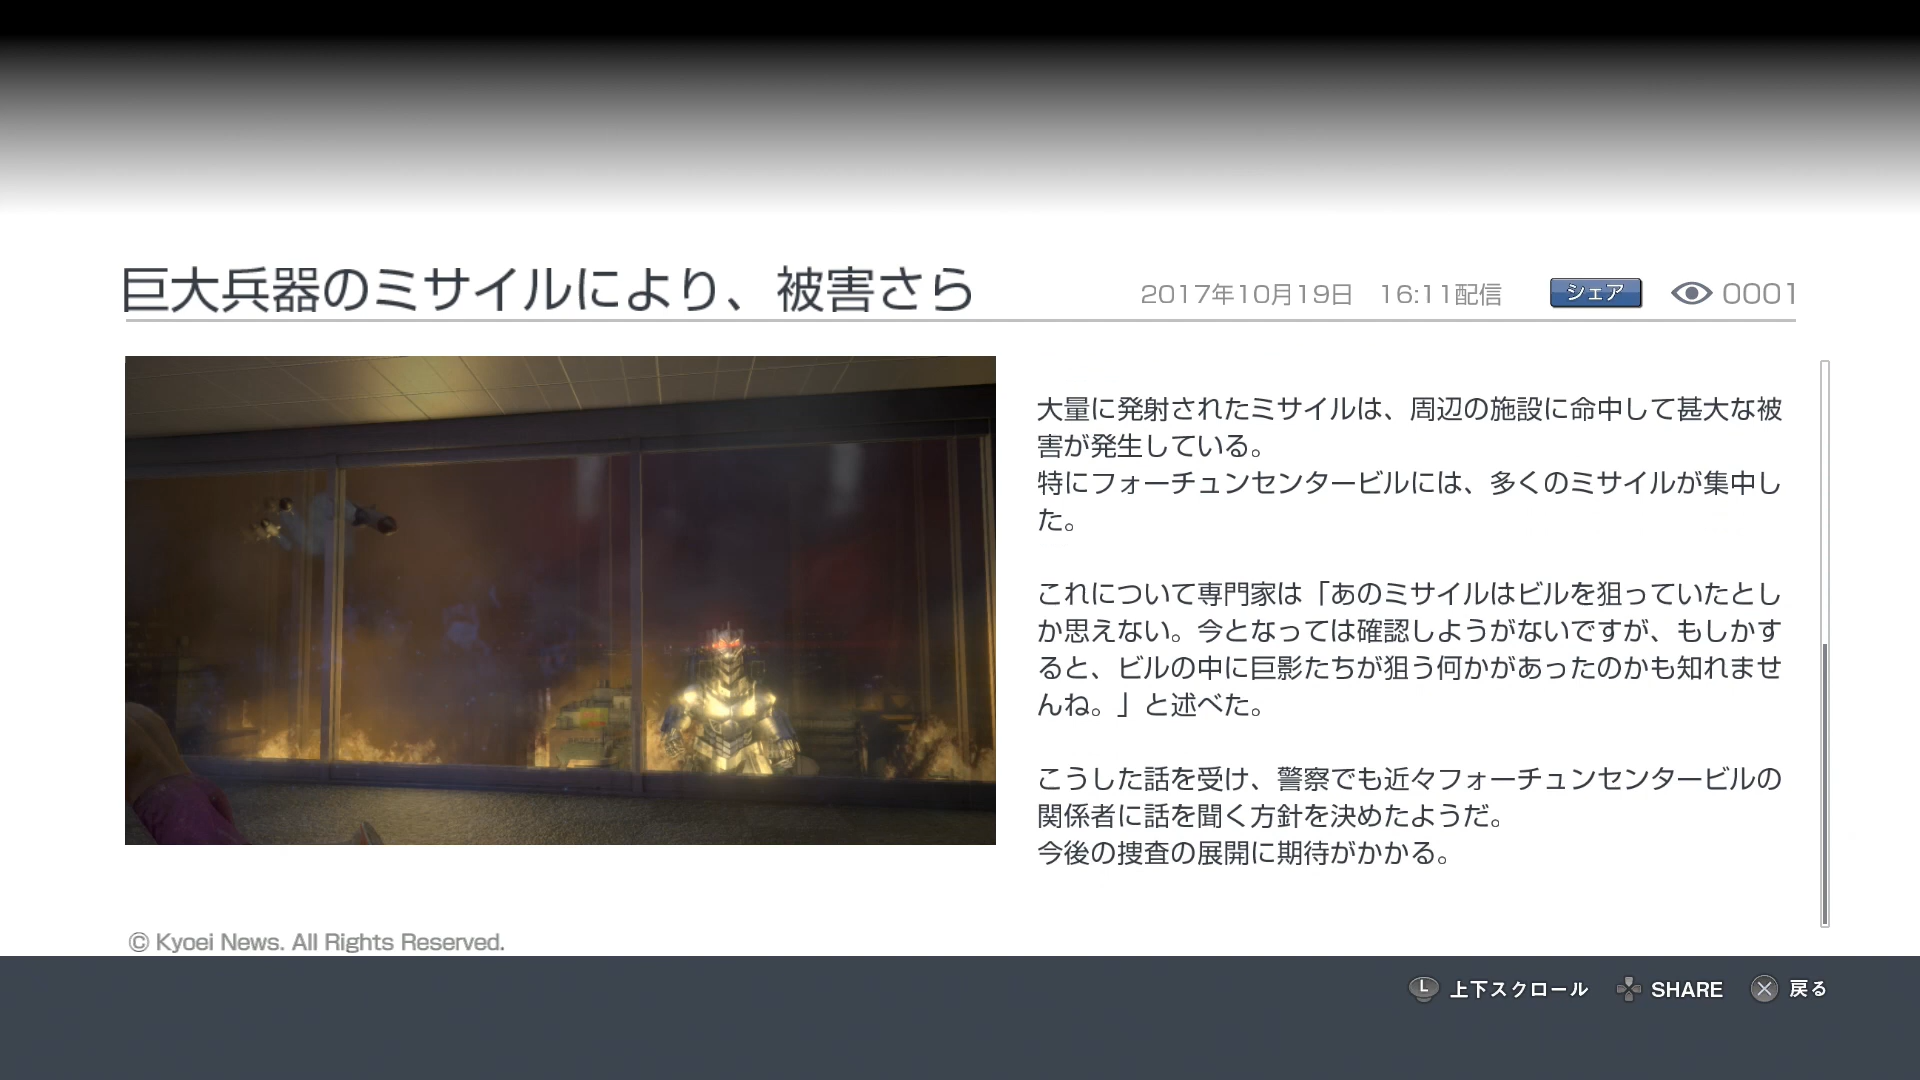 巨大兵器のミサイルにより、被害さら
2017年10月19日 16:11配信
シェア
0001
大量に発射されたミサイルは、周辺の施設に命中して甚大な被
害が発生している。
特にフォーチュンセンタービルには、多くのミサイルが集中し
た。
これについて専門家は「あのミサイルはビルを狙っていたとし
か思えない。今となっては確認しようがないですが、もしかす
ると、ビルの中に巨影たちが狙う何かがあったのかも知れませ
んね。」と述べた。
こうした話を受け、警察でも近々フォーチュンセンタービルの
関係者に話を聞く方針を決めたようだ。
今後の捜査の展開に期待がかかる。
© Kyoei News. All Rights Reserved.
L 上下スクロール
SHARE
戻る